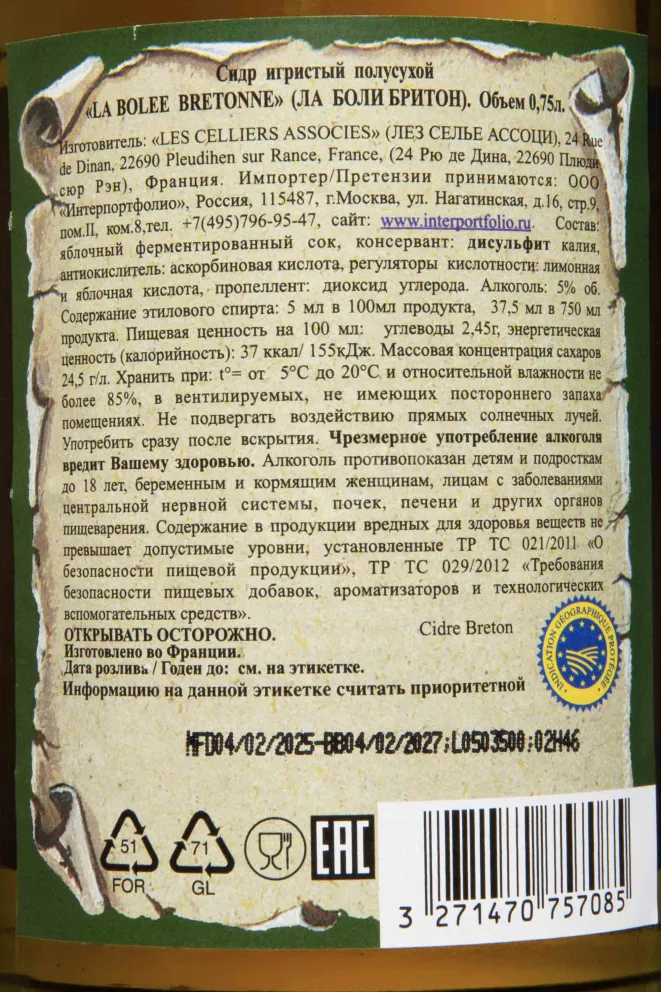 Сидр игристый полусухой
«LA BOLEE BRETONNE» (ЛА БОЛИ БРИТОН). Объем 0,75л.
Изготовитель: «LES CELLIERS ASSOCIES» (ЛЕЗ СЕЛЬЕ АССОЦИ), 24 Rue
de Dinan, 22690 Pleudihen sur Rance, France, (24 Рю де Дина, 22690 Плюди
сюр Рэн), Франция. Импортер/Претензии принимаются: ООО
«Интерпортфолио», Россия, 115487, г.Москва, ул. Нагатинская, д.16, стр.9,
пом.II, ком.8,тел. +7(495)796-95-47, сайт: www.interportfolio.ru. Состав:
яблочный ферментированный сок, консервант: дисульфит калия,
антиокислитель: аскорбиновая кислота, регуляторы кислотности: лимонная
и яблочная кислота, пропеллент: диоксид углерода. Алкоголь: 5% об.
Содержание этилового спирта: 5 мл в 100мл продукта, 37,5 мл в 750 мл
продукта. Пищевая ценность на 100 мл: углеводы 2,45г, энергетическая
ценность (калорийность): 37 ккал/ 155кДж. Массовая концентрация сахаров
24,5 г/л. Хранить при: t°= от 5°С до 20°С и относительной влажности не
более 85%, в вентилируемых, не имеющих постороннего запаха
помещениях. Не подвергать воздействию прямых солнечных лучей.
Употребить сразу после вскрытия. Чрезмерное употребление алкоголя
вредит Вашему здоровью. Алкоголь противопоказан детям и подросткам
до 18 лет, беременным и кормящим женщинам, лицам с заболеваниями
центральной нервной системы, почек, печени и других органов
пищеварения. Содержание в продукции вредных для здоровья веществ не
превышает допустимые уровни, установленные ТР ТС 021/2011 «О
безопасности пищевой продукции», ТР ТС 029/2012 «Требования
безопасности пищевых добавок, ароматизаторов и технологических
вспомогательных средств».
ОТКРЫВАТЬ ОСТОРОЖНО.
Cidre Breton
Изготовлено во Франции.
Дата розлива / Годен до: см. на этикетке.
Информацию на данной этикетке считать приоритетной
INDICATION GÉOGRAPHIQUE PROTÉGÉE
MFD04/02/2025-BB04/02/2027;L0503500;02H46
51
FOR
71
GL
EAC
3 271470 757085